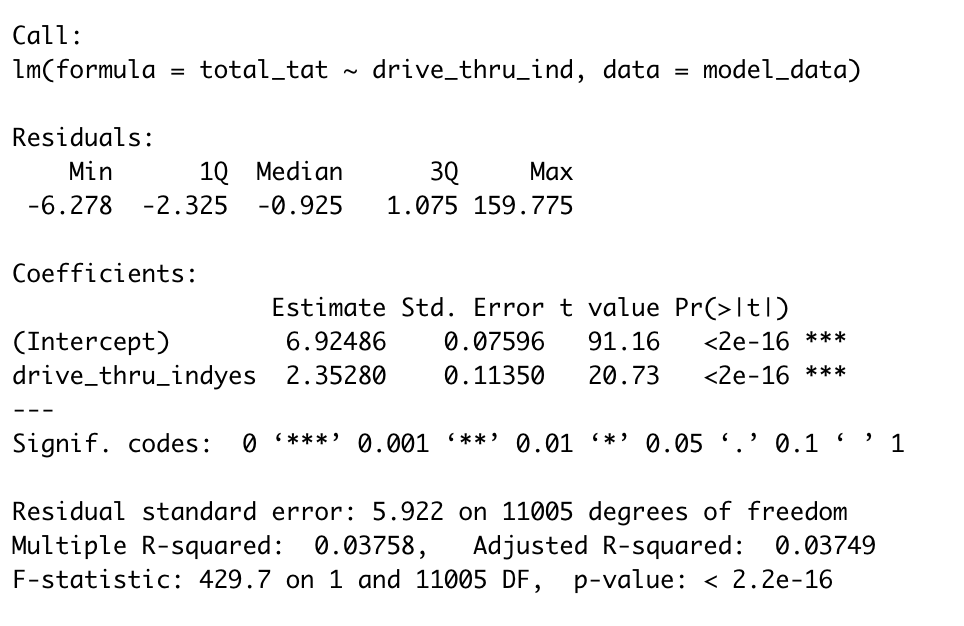 Call:
lm(formula = total_tat ~ drive_thru_ind, data = model_data)
Residuals:
    Min      1Q  Median      3Q     Max
 -6.278  -2.325  -0.925   1.075 159.775
Coefficients:
                  Estimate Std. Error t value Pr(>|t|)
(Intercept)        6.92486    0.07596   91.16   <2e-16 ***
drive_thru_indyes  2.35280    0.11350   20.73   <2e-16 ***
---
Signif. codes:  0 ‘***’ 0.001 ‘**’ 0.01 ‘*’ 0.05 ‘.’ 0.1 ‘ ’ 1
Residual standard error: 5.922 on 11005 degrees of freedom
Multiple R-squared:  0.03758,   Adjusted R-squared:  0.03749
F-statistic: 429.7 on 1 and 11005 DF,  p-value: < 2.2e-16